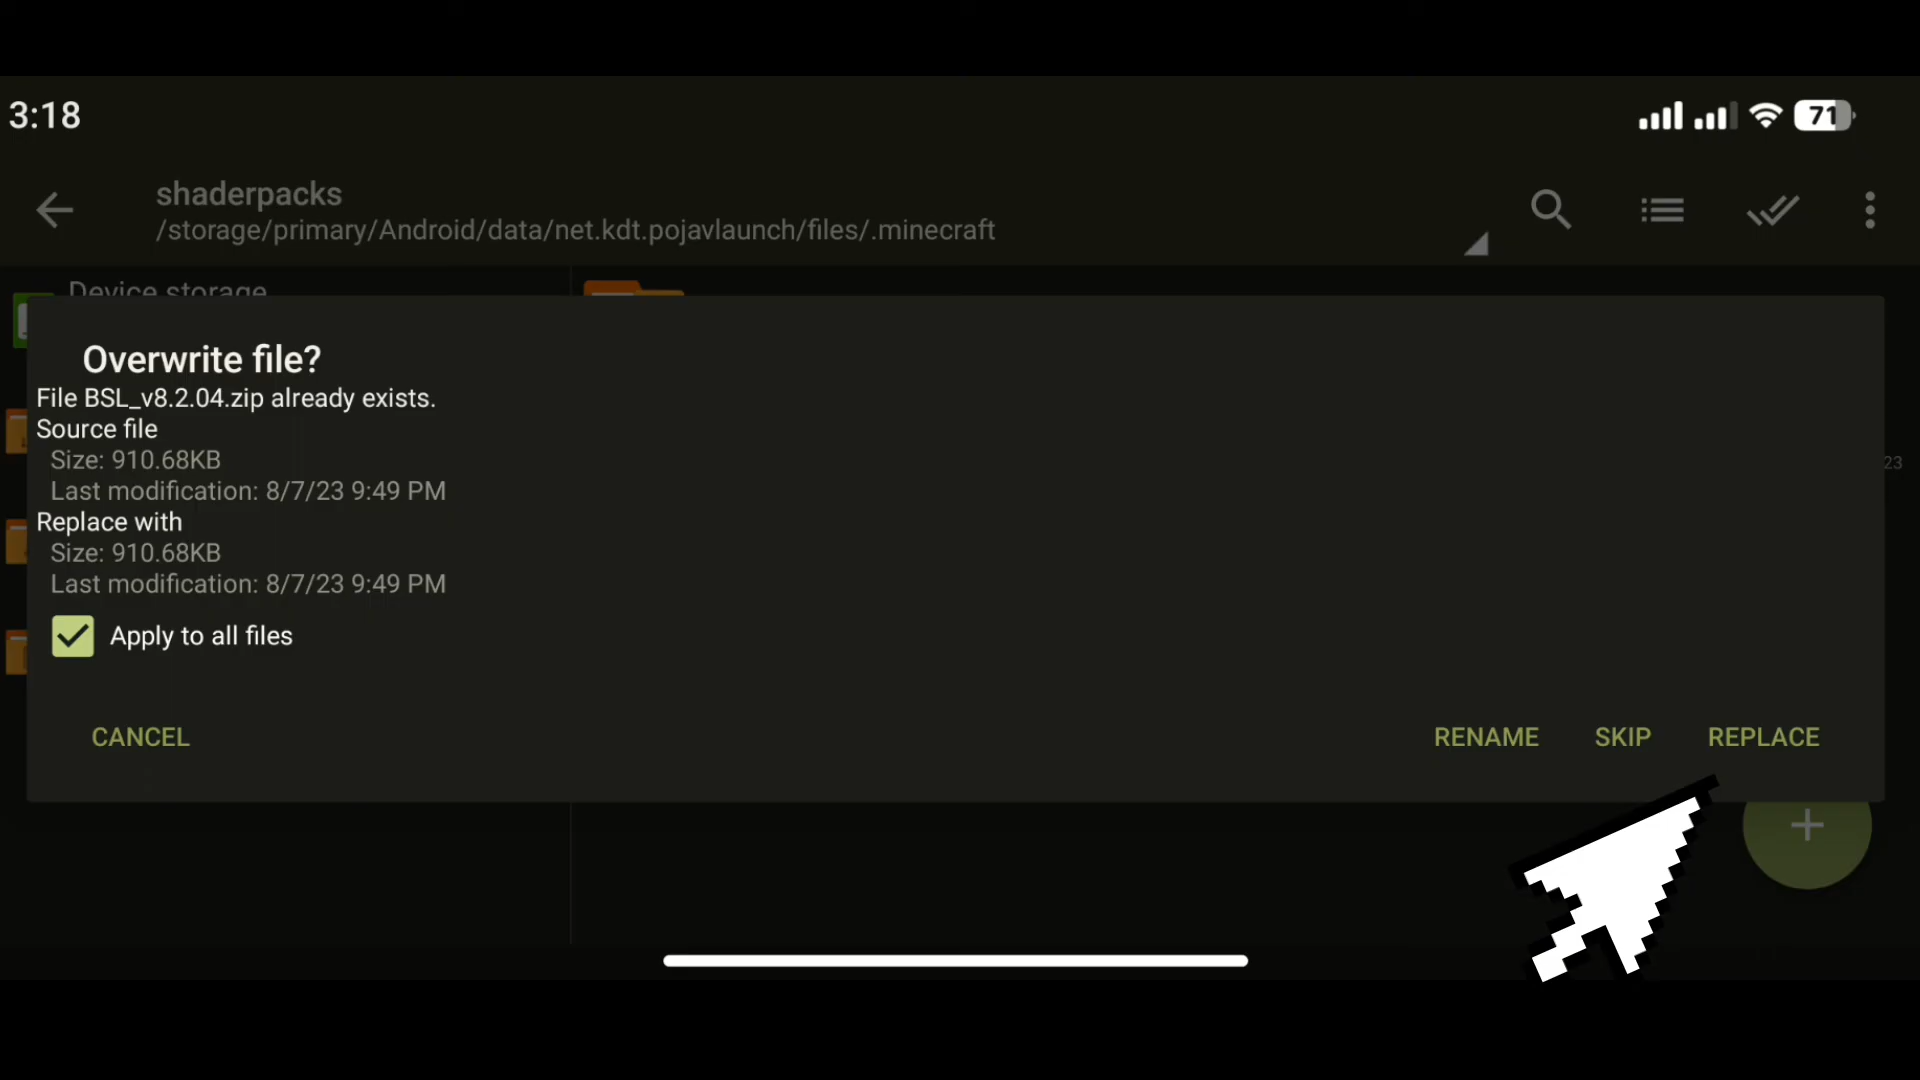 3:18
71
shaderpacks
/storage/primary/Android/data/net.kdt.pojavlaunch/files/.minecraft
Device storage
Overwrite file?
File BSL_v8.2.04.zip already exists.
Source file
Size: 910.68KB
Last modification: 8/7/23 9:49 PM
23
Replace with
Size: 910.68KB
Last modification: 8/7/23 9:49 PM
Apply to all files
CANCEL
RENAME
SKIP
REPLACE